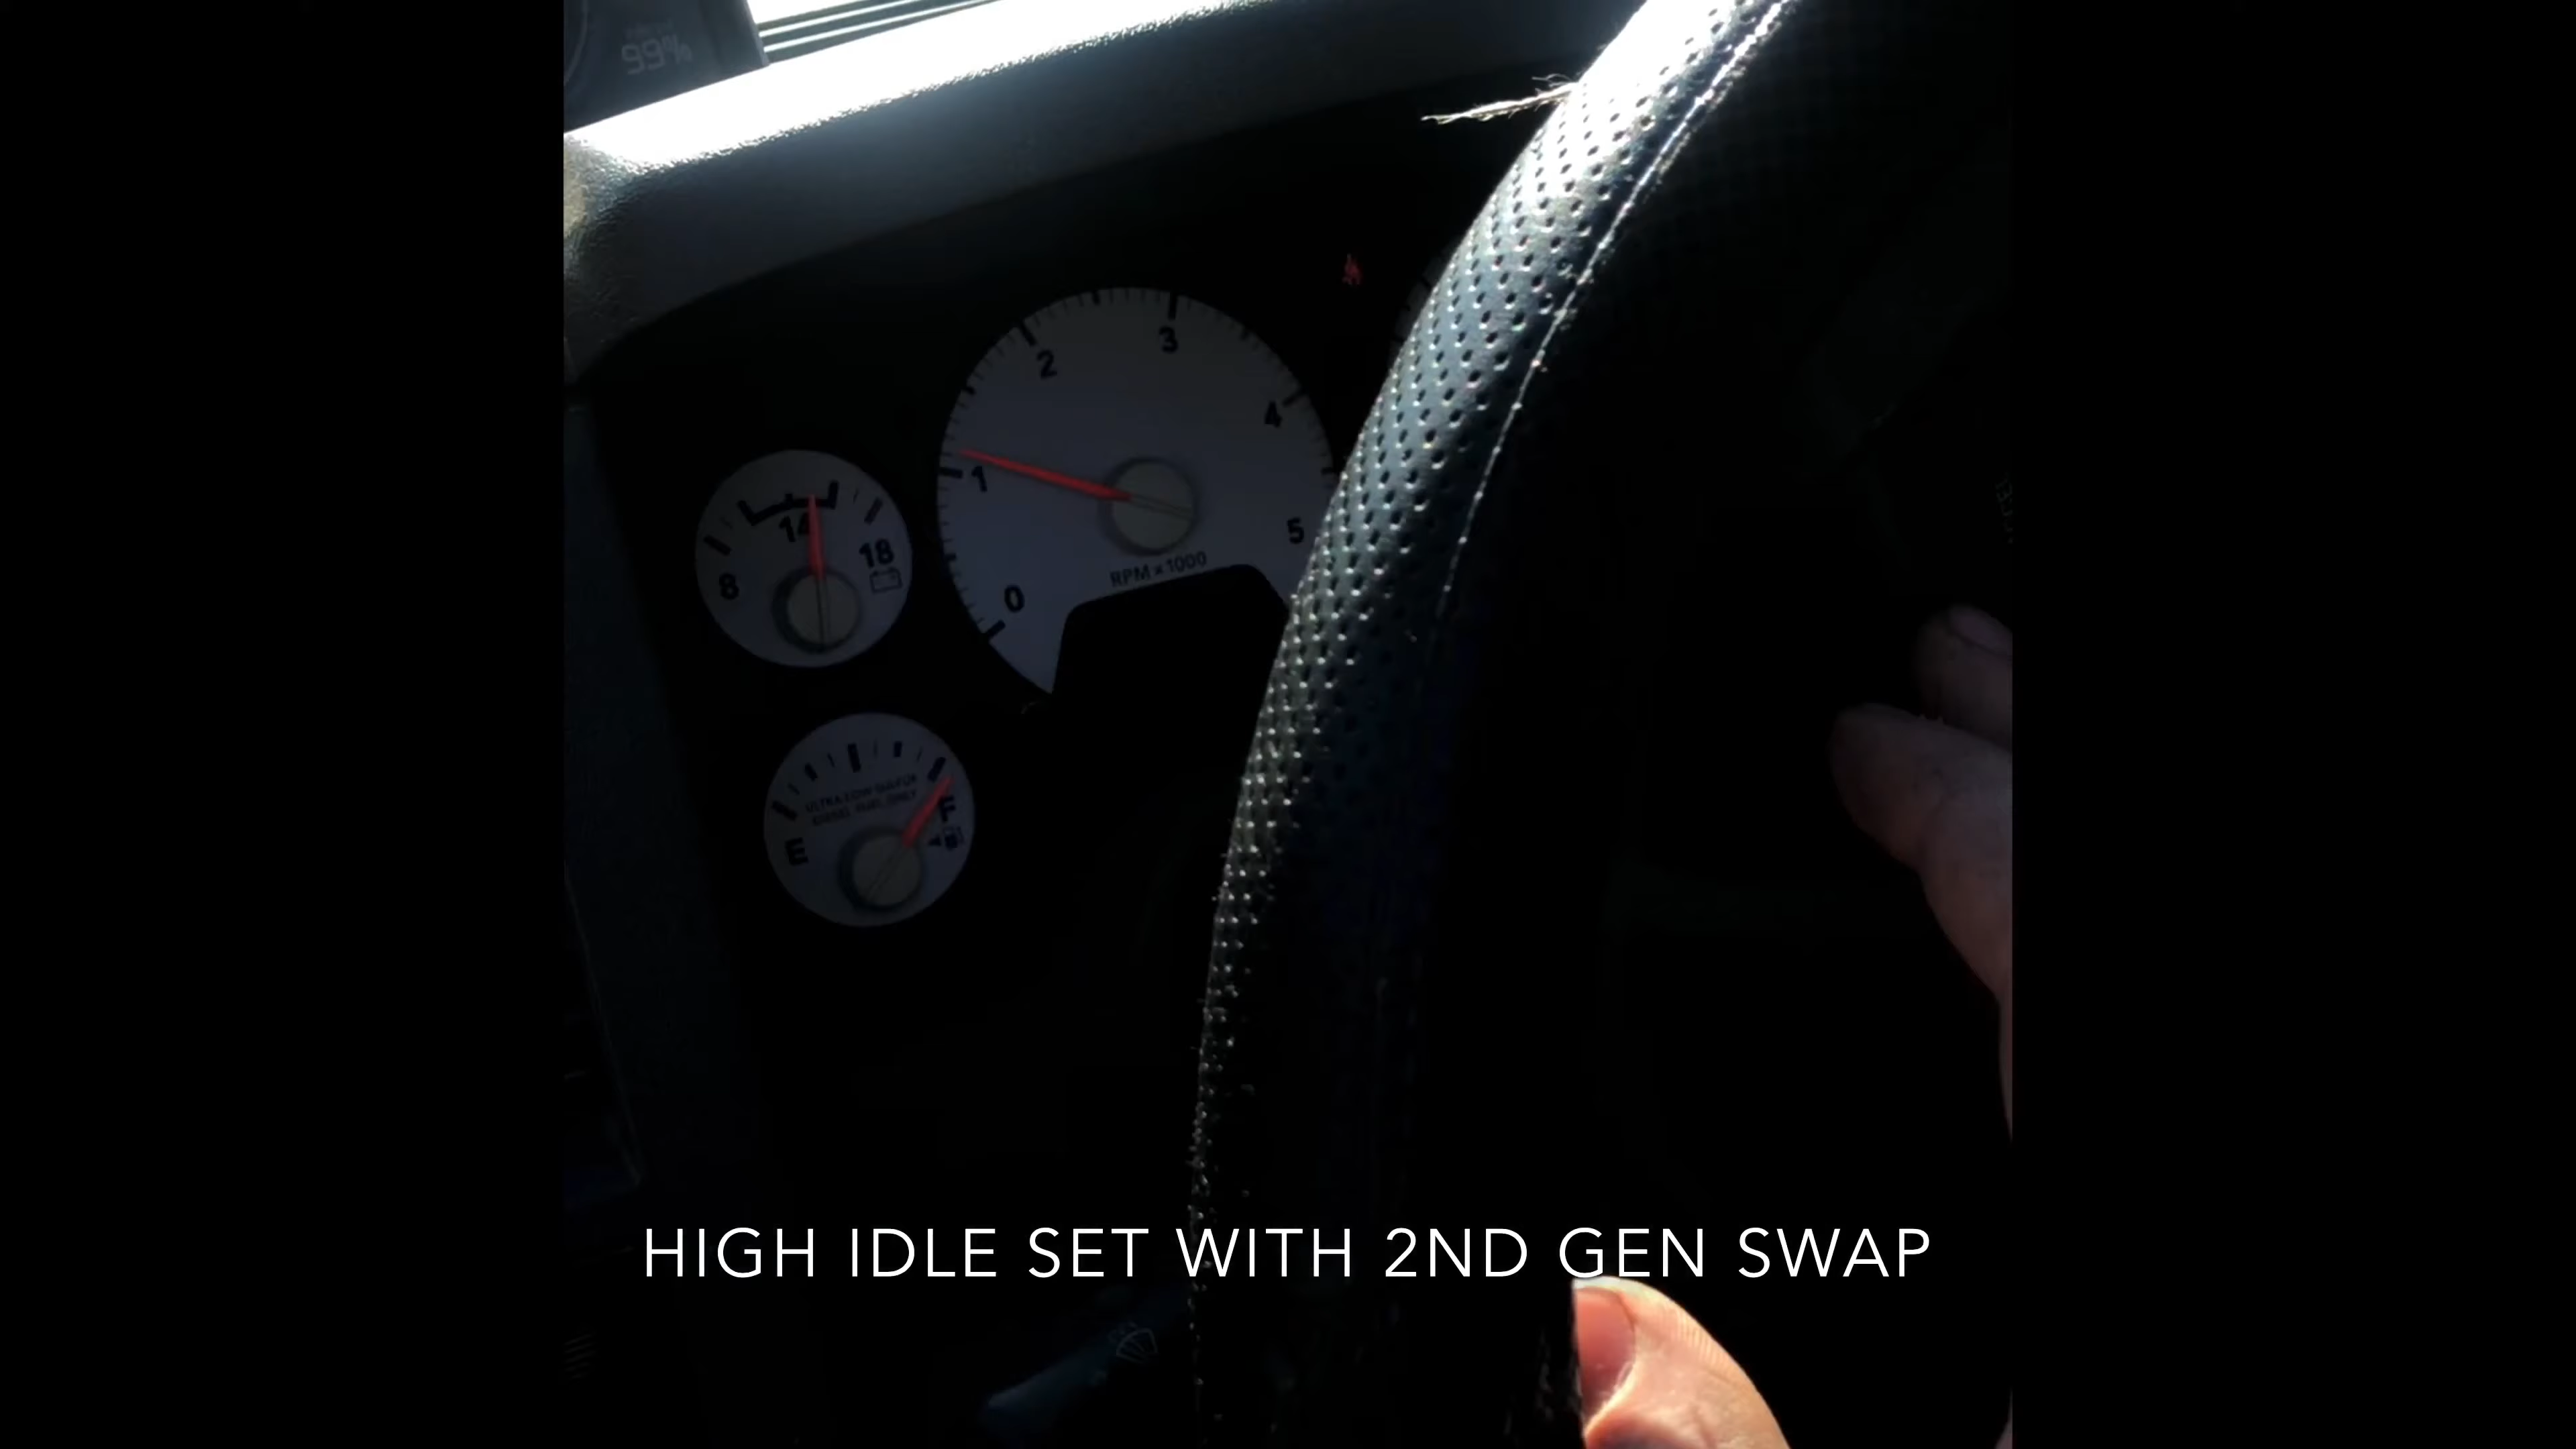 99%
3
2
4
1
5
14
18
8
RPM x 1000
0
ULTRA LOW SULFUR
DIESEL FUEL ONLY
F
E
HIGH IDLE SET WITH 2ND GEN SWAP